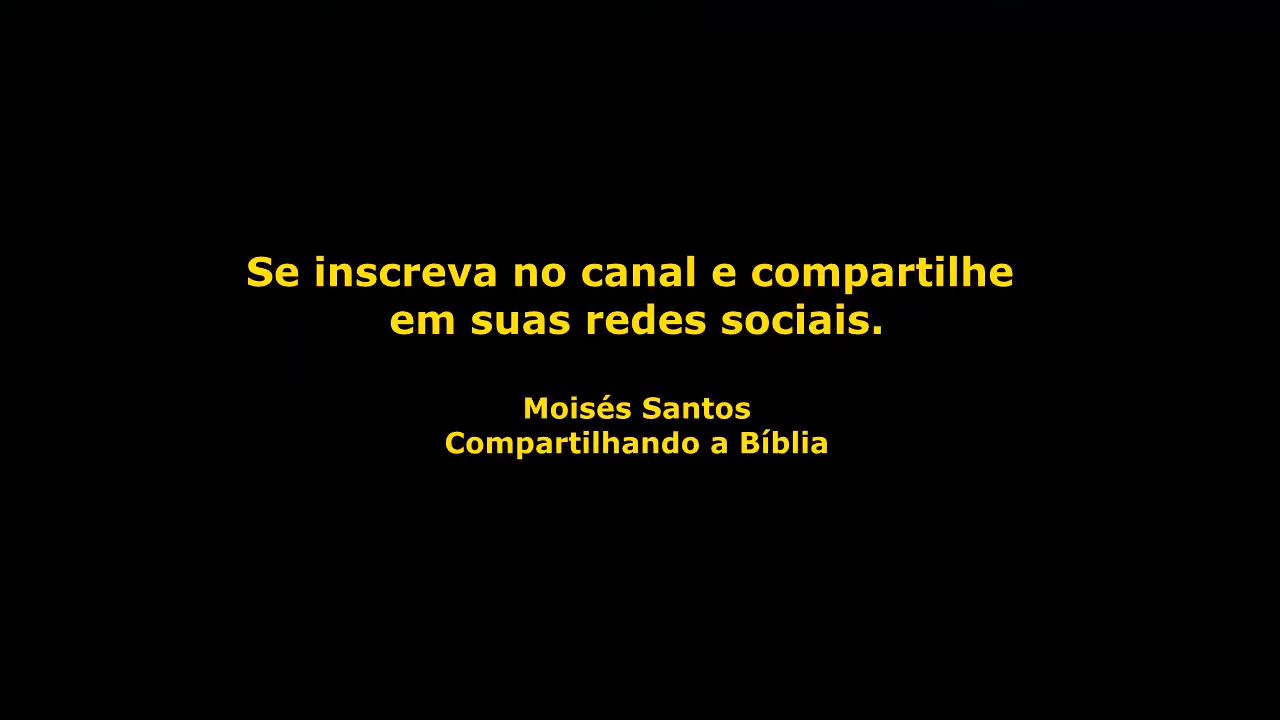 Se inscreva no canal e compartilhe
em suas redes sociais.
Moisés Santos
Compartilhando a Bíblia